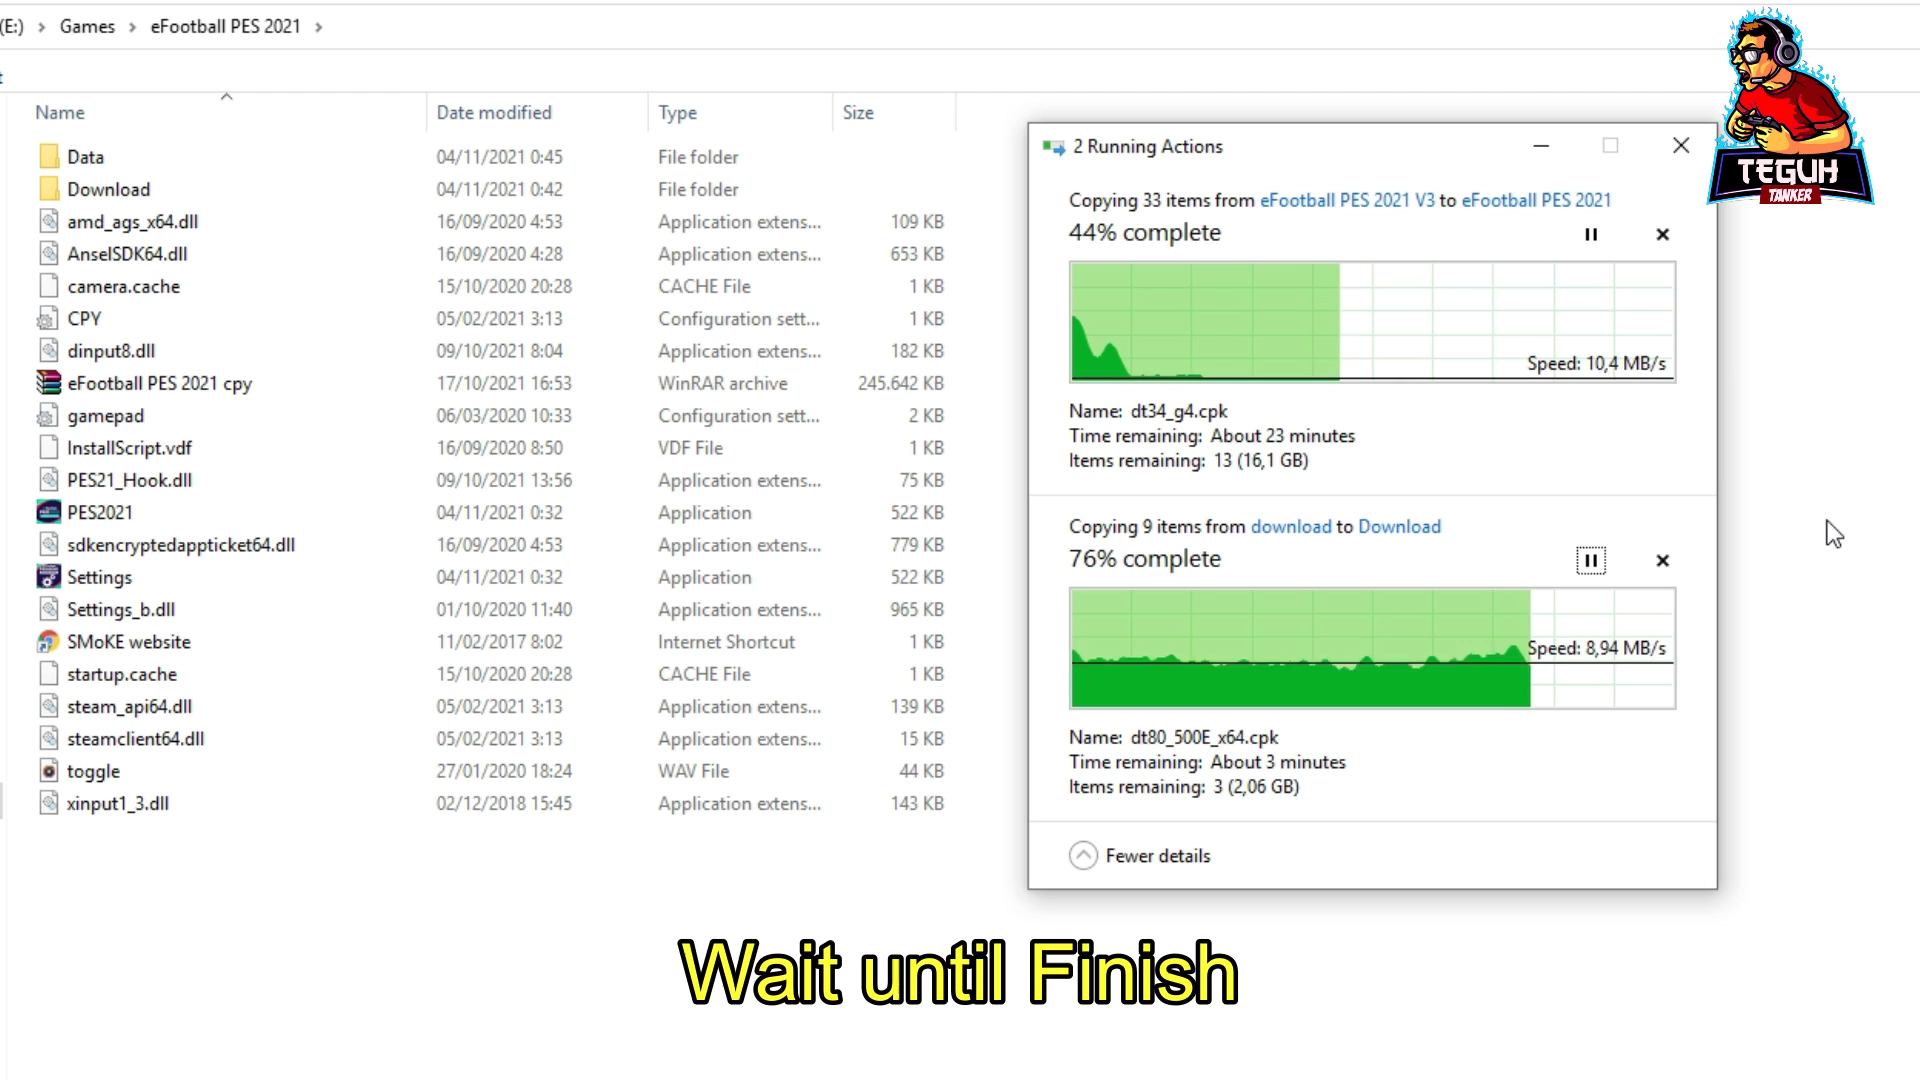 (E:) > Games > eFootball PES 2021 >
Name Date modified Type Size
Data 04/11/2021 0:45 File folder
Download 04/11/2021 0:42 File folder
amd_ags_x64.dll 16/09/2020 4:53 Application extens... 109 KB
AnselSDK64.dll 16/09/2020 4:28 Application extens... 653 KB
camera.cache 15/10/2020 20:28 CACHE File 1 KB
CPY 05/02/2021 3:13 Configuration sett... 1 KB
dinput8.dll 09/10/2021 8:04 Application extens... 182 KB
eFootball PES 2021 cpy 17/10/2021 16:53 WinRAR archive 245.642 KB
gamepad 06/03/2020 10:33 Configuration sett... 2 KB
InstallScript.vdf 16/09/2020 8:50 VDF File 1 KB
PES21_Hook.dll 09/10/2021 13:56 Application extens... 75 KB
PES2021 04/11/2021 0:32 Application 522 KB
sdkencryptedappticket64.dll 16/09/2020 4:53 Application extens... 779 KB
Settings 04/11/2021 0:32 Application 522 KB
Settings_b.dll 01/10/2020 11:40 Application extens... 965 KB
SMoKE website 11/02/2017 8:02 Internet Shortcut 1 KB
startup.cache 15/10/2020 20:28 CACHE File 1 KB
steam_api64.dll 05/02/2021 3:13 Application extens... 139 KB
steamclient64.dll 05/02/2021 3:13 Application extens... 15 KB
toggle 27/01/2020 18:24 WAV File 44 KB
xinput1_3.dll 02/12/2018 15:45 Application extens... 143 KB
2 Running Actions
Copying 33 items from eFootball PES 2021 V3 to eFootball PES 2021
44% complete
Speed: 10,4 MB/s
Name: dt34_g4.cpk
Time remaining: About 23 minutes
Items remaining: 13 (16,1 GB)
Copying 9 items from download to Download
76% complete
Speed: 8,94 MB/s
Name: dt80_500E_x64.cpk
Time remaining: About 3 minutes
Items remaining: 3 (2,06 GB)
Fewer details
TEGUH
TANKER
Wait until Finish